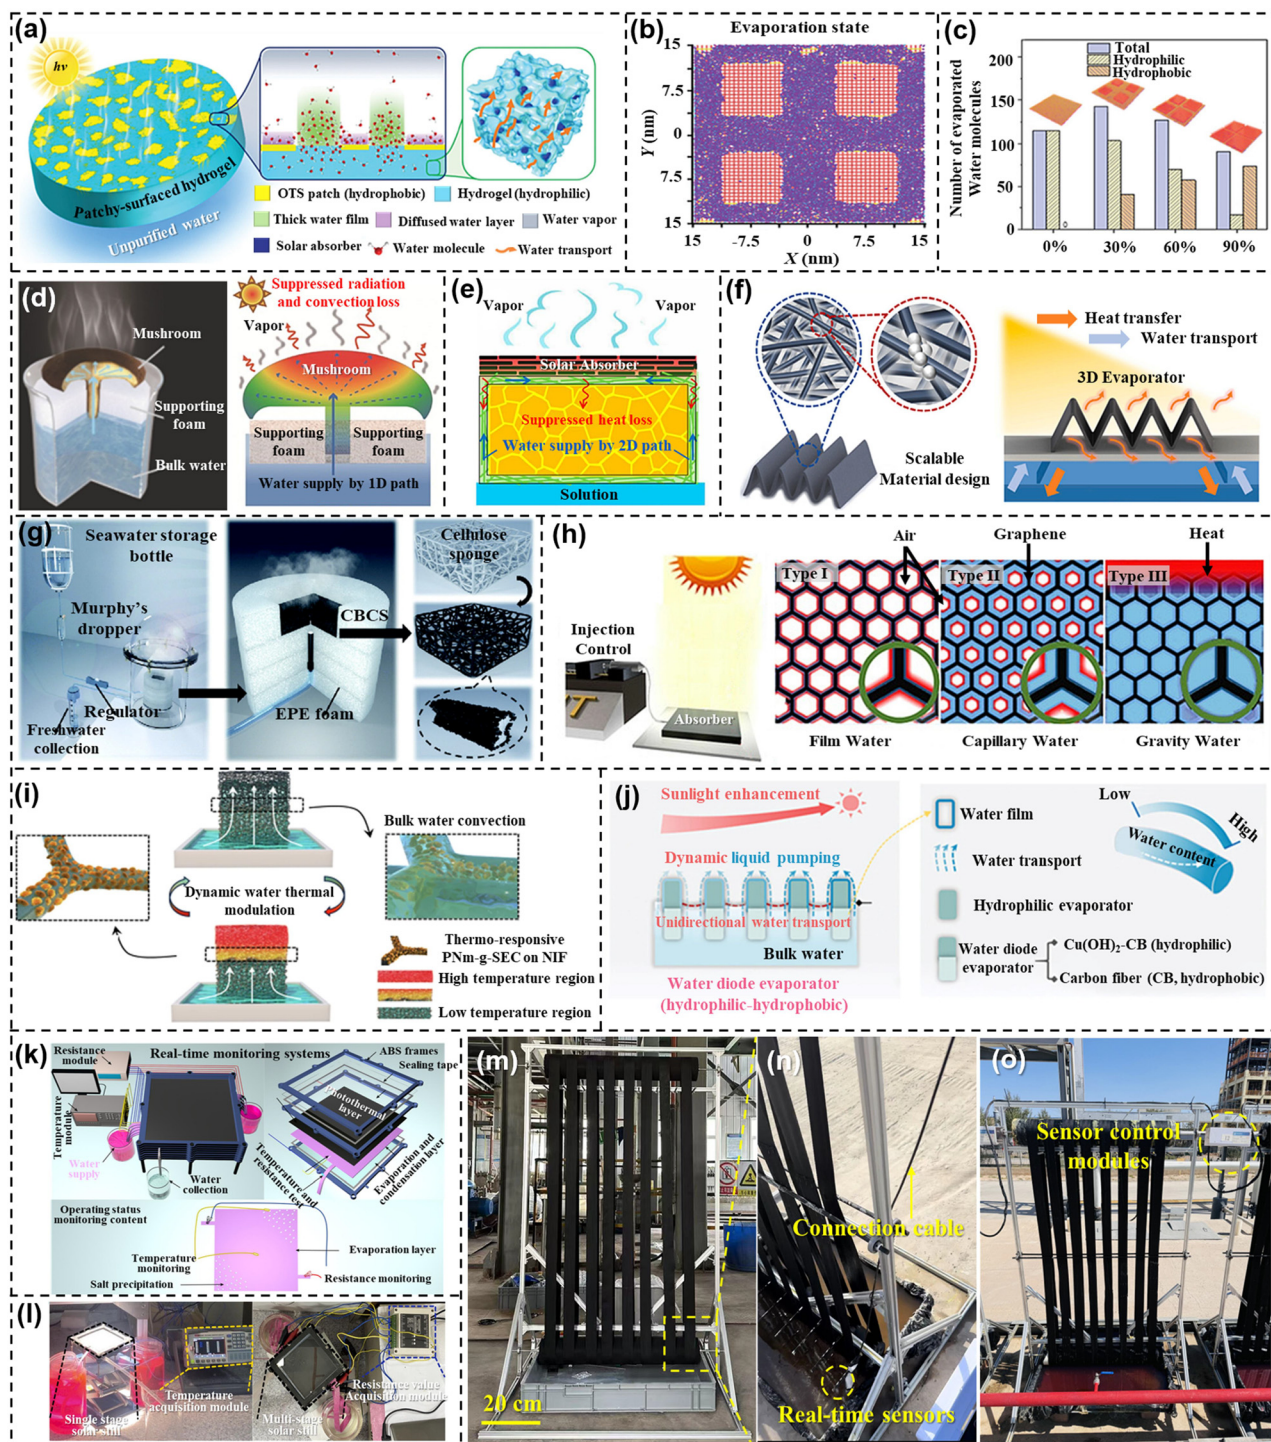 (a)
hν
Patchy-surfaced hydrogel
Unpurified water
OTS patch (hydrophobic)
Hydrogel (hydrophilic)
Thick water film
Diffused water layer
Water vapor
Solar absorber
Water molecule
Water transport
(b)
Evaporation state
15
7.5
0
7.5
15
Y (nm)
15
-7.5
0
7.5
15
X (nm)
(c)
200
150
100
50
0
Number of evaporated
Water molecules
Total
Hydrophilic
Hydrophobic
0
0%
30%
60%
90%
(d)
Mushroom
Supporting
foam
Bulk water
Suppressed radiation
and convection loss
Vapor
Mushroom
Supporting
foam
Supporting
foam
Water supply by 1D path
(e)
Vapor
Vapor
Solar Absorber
Suppressed heat loss
Water supply by 2D path
Solution
(f)
Scalable
Material design
Heat transfer
Water transport
3D Evaporator
(g)
Seawater storage
bottle
Murphy's
dropper
Regulator
Freshwater
collection
EPE foam
CBCS
Cellulose
sponge
(h)
Injection
Control
Absorber
Air
Graphene
Heat
Type I
Type II
Type III
Film Water
Capillary Water
Gravity Water
(i)
Bulk water convection
Dynamic water thermal
modulation
Thermo-responsive
PNm-g-SEC on NIF
High temperature region
Low temperature region
(j)
Sunlight enhancement
Dynamic liquid pumping
Unidirectional water transport
Bulk water
Water diode evaporator
(hydrophilic-hydrophobic)
Water film
Water transport
Hydrophilic evaporator
Water diode
evaporator
Cu(OH)₂-CB (hydrophilic)
Carbon fiber (CB, hydrophobic)
Low
High
Water content
(k)
Real-time monitoring systems
Resistance
module
Temperature
module
Water
supply
Water
collection
ABS frames
Sealing tape
Photothermal
layer
Temperature and
resistance test
Evaporation and
condensation layer
Operating status
monitoring content
Temperature
monitoring
Salt precipitation
Evaporation layer
Resistance monitoring
(l)
Single stage
solar still
Temperature
acquisition module
Multi-stage
solar still
Resistance value
Acquisition module
(m)
20 cm
(n)
Connection
cable
Real-time sensors
(o)
Sensor control
modules